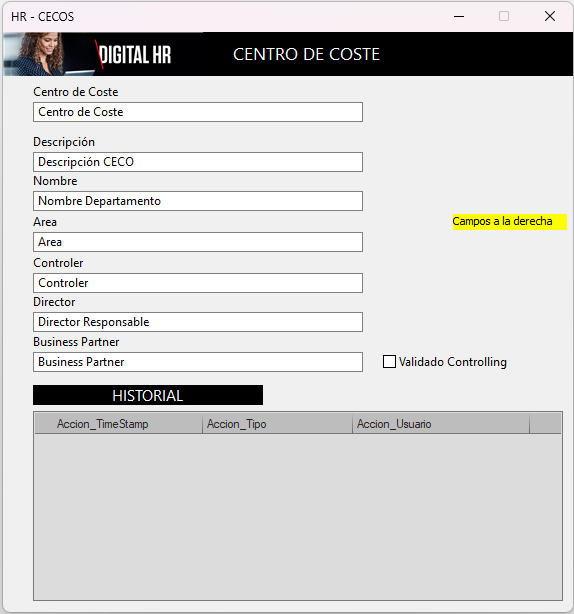 HR - CECOS
DIGITAL HR
CENTRO DE COSTE
Centro de Coste
Centro de Coste
Descripción
Descripción CECO
Nombre
Nombre Departamento
Area
Campos a la derecha
Area
Controler
Controler
Director
Director Responsable
Business Partner
Business Partner
Validado Controlling
HISTORIAL
Accion_TimeStamp Accion_Tipo Accion_Usuario